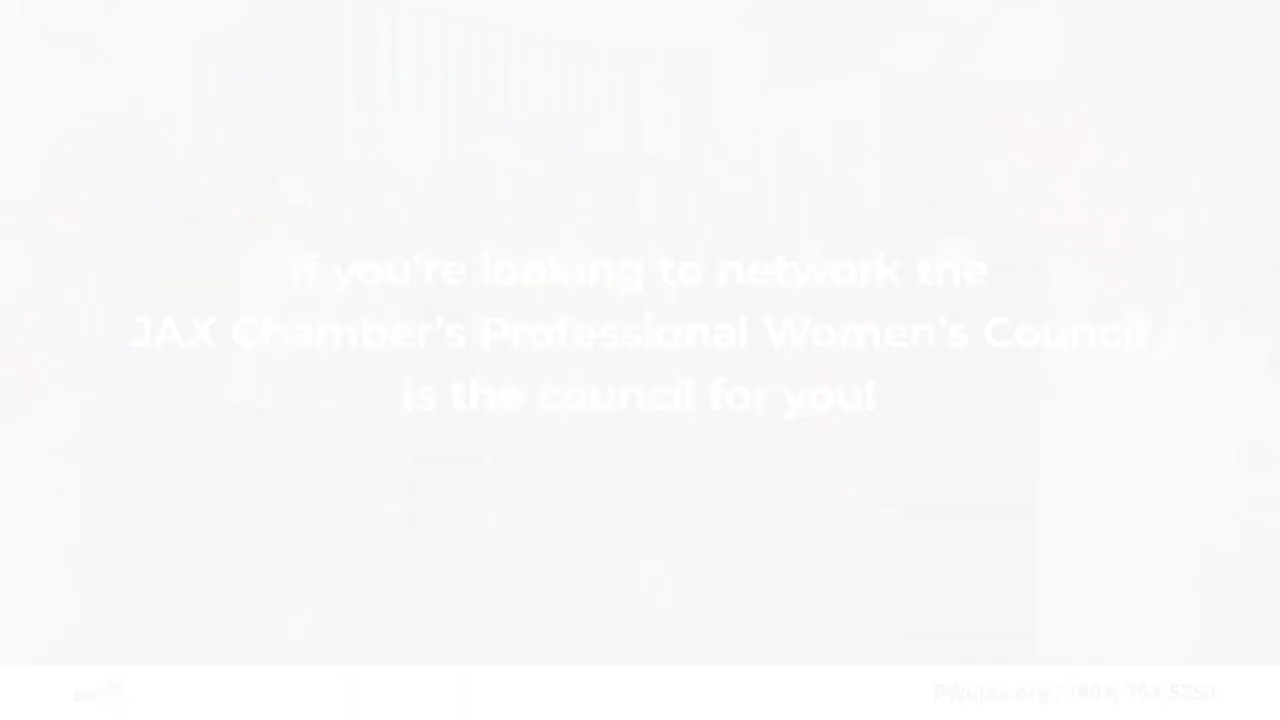 If you're looking to network the
JAX Chamber's Professional Women's Council
is the council for you!